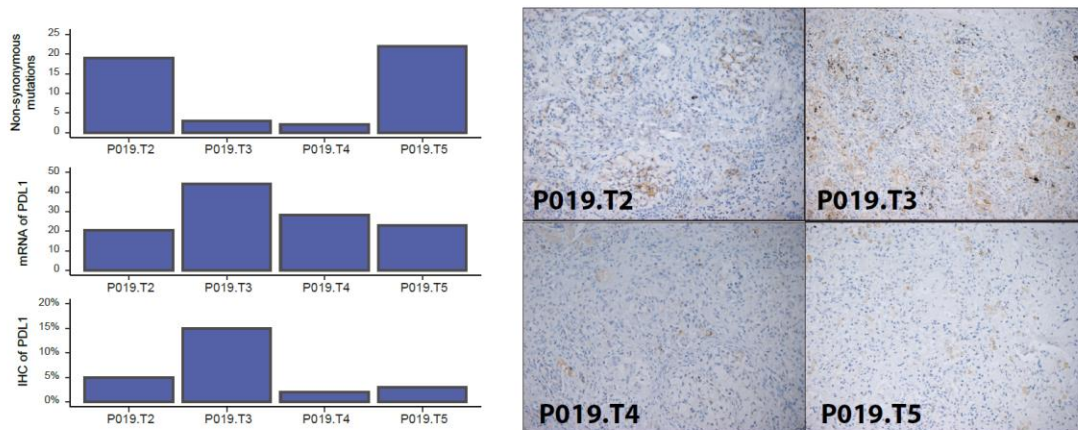 Non-synonymous
mutations
25
20
15
10
5
0
P019.T2 P019.T3 P019.T4 P019.T5
mRNA of PDL1
50
40
30
20
10
0
P019.T2 P019.T3 P019.T4 P019.T5
IHC of PDL1
20%
15%
10%
5%
0%
P019.T2 P019.T3 P019.T4 P019.T5
P019.T2
P019.T3
P019.T4
P019.T5